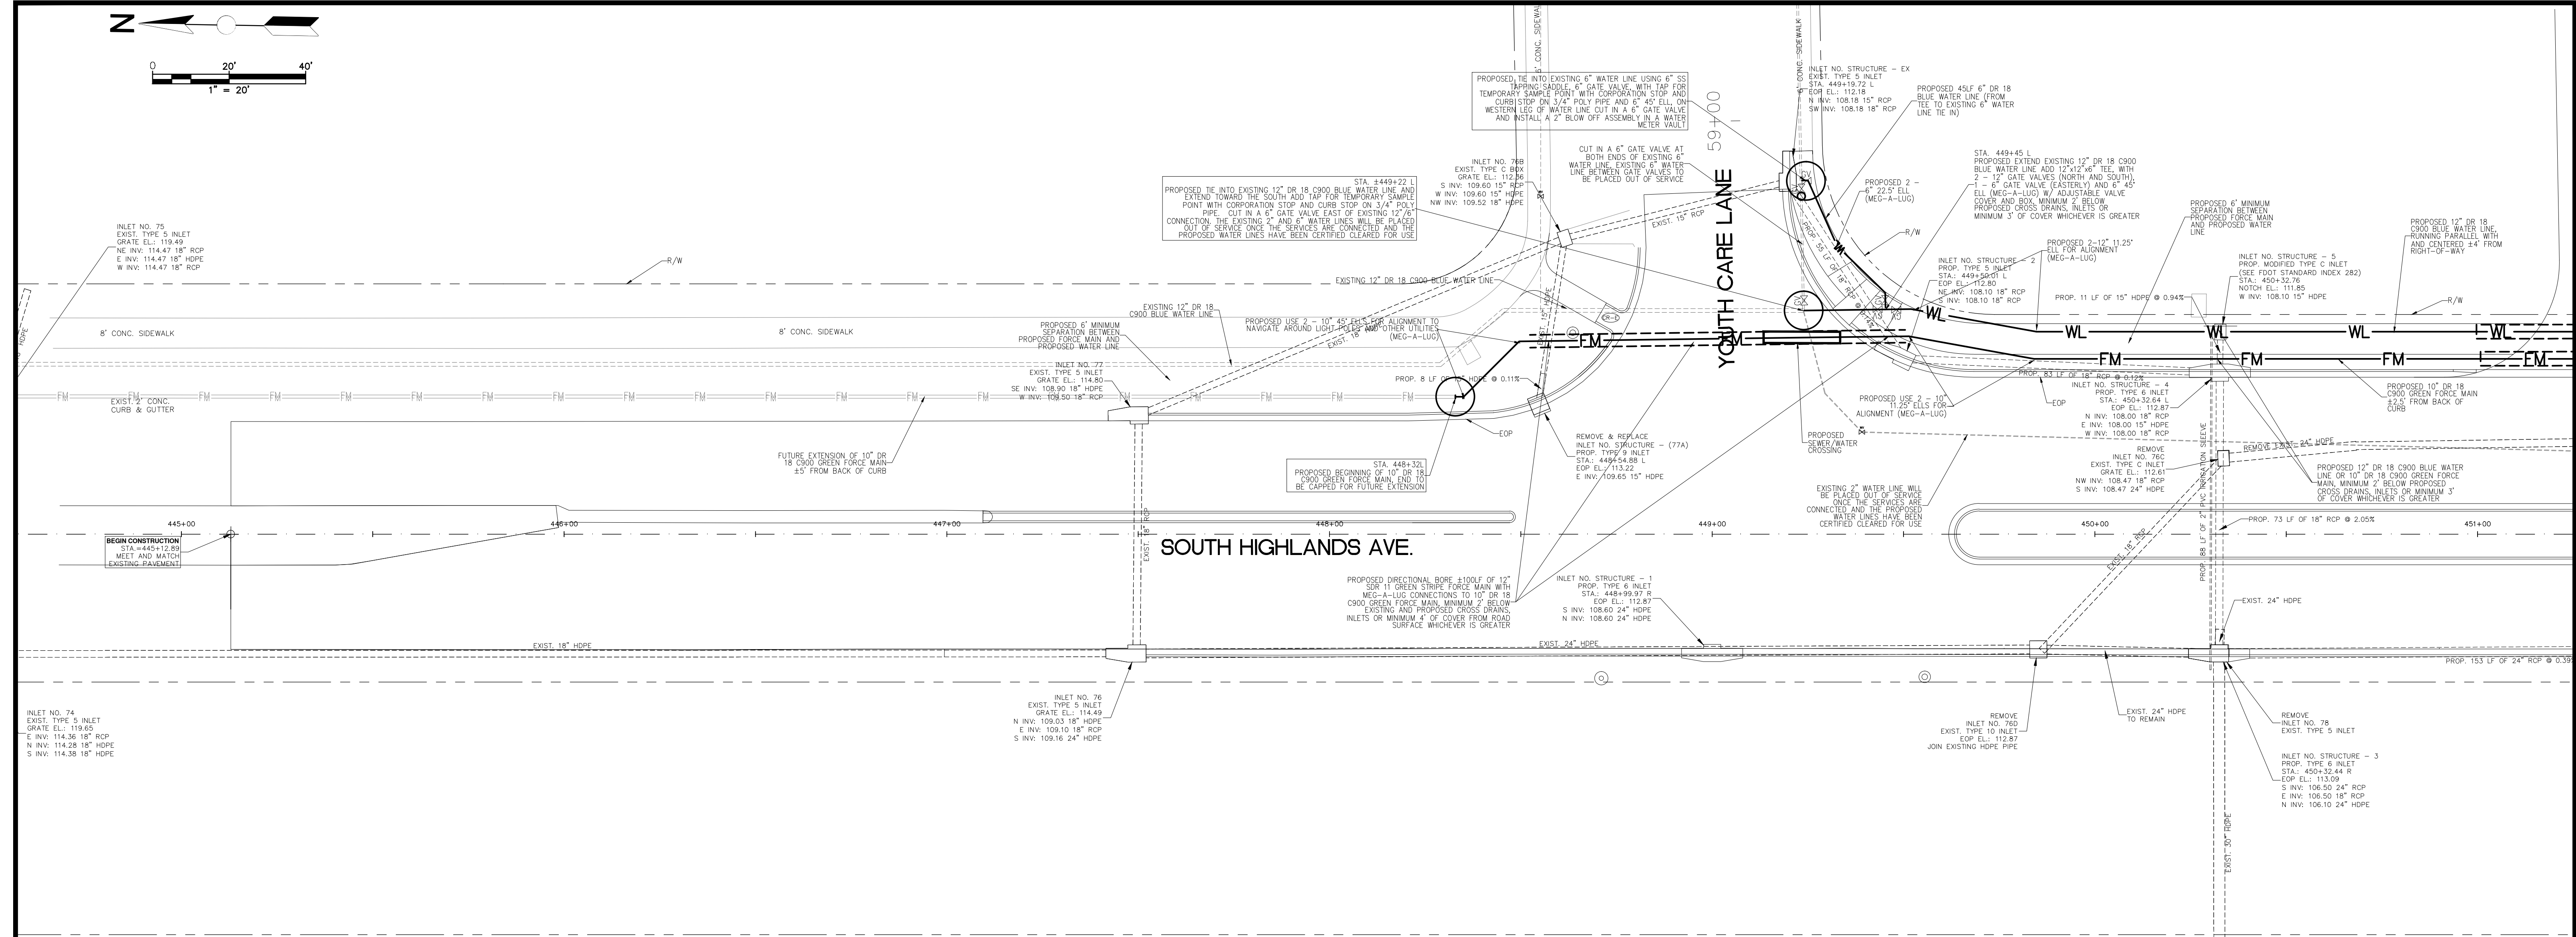 N
0 20' 40'
1" = 20'
INLET NO. 75
EXIST. TYPE 5 INLET
GRATE EL.: 119.49
NE INV: 114.47 18" RCP
E INV: 114.47 18" HDPE
W INV: 114.47 18" RCP
HDPE
R/W
8' CONC. SIDEWALK
8' CONC. SIDEWALK
FM FM FM FM FM FM FM FM FM FM
EXIST. 2' CONC.
CURB & GUTTER
FUTURE EXTENSION OF 10" DR
18 C900 GREEN FORCE MAIN
±5' FROM BACK OF CURB
PROPOSED 6' MINIMUM
SEPARATION BETWEEN
PROPOSED FORCE MAIN AND
PROPOSED WATER LINE
INLET NO. 77
EXIST. TYPE 5 INLET
GRATE EL.: 114.80
SE INV: 108.90 18" HDPE
W INV: 109.50 18" RCP
EXISTING 12" DR 18
C900 BLUE WATER LINE
STA. ±449+22 L
PROPOSED TIE INTO EXISTING 12" DR 18 C900 BLUE WATER LINE AND
EXTEND TOWARD THE SOUTH ADD TAP FOR TEMPORARY SAMPLE
POINT WITH CORPORATION STOP AND CURB STOP ON 3/4" POLY
PIPE. CUT IN A 6" GATE VALVE EAST OF EXISTING 12"/6"
CONNECTION. THE EXISTING 2" AND 6" WATER LINES WILL BE PLACED
OUT OF SERVICE ONCE THE SERVICES ARE CONNECTED AND THE
PROPOSED WATER LINES HAVE BEEN CERTIFIED CLEARED FOR USE
EXISTING 12" DR 18 C900 BLUE WATER LINE
PROPOSED USE 2 - 10" 45° ELLS FOR ALIGNMENT TO
NAVIGATE AROUND LIGHT POLES AND OTHER UTILITIES
(MEG-A-LUG)
EXIST. 18"
PROP. 8 LF OF 15" HDPE @ 0.11%
EXIST. 15" HDPE
EXIST. 15" RCP
CR-C
INLET NO. 76B
EXIST. TYPE C BOX
GRATE EL.: 112.36
S INV: 109.60 15" RCP
W INV: 109.60 15" HDPE
NW INV: 109.52 18" HDPE
5' CONC. SIDEWALK
PROPOSED TIE INTO EXISTING 6" WATER LINE USING 6" SS
TAPPING SADDLE, 6" GATE VALVE, WITH TAP FOR
TEMPORARY SAMPLE POINT WITH CORPORATION STOP AND
CURB STOP ON 3/4" POLY PIPE AND 6" 45° ELL, ON
WESTERN LEG OF WATER LINE CUT IN A 6" GATE VALVE
AND INSTALL A 2" BLOW OFF ASSEMBLY IN A WATER
METER VAULT
CUT IN A 6" GATE VALVE AT
BOTH ENDS OF EXISTING 6"
WATER LINE, EXISTING 6" WATER
LINE BETWEEN GATE VALVES TO
BE PLACED OUT OF SERVICE
59+00
YOUTH CARE LANE
CONC. SIDEWALK
INLET NO. STRUCTURE - EX
EXIST. TYPE 5 INLET
STA. 449+19.72 L
EOP EL.: 112.18
N INV: 108.18 15" RCP
SW INV: 108.18 18" RCP
PROPOSED 45LF 6" DR 18
BLUE WATER LINE (FROM
TEE TO EXISTING 6" WATER
LINE TIE IN)
PROPOSED 2 -
6" 22.5° ELL
(MEG-A-LUG)
R/W
STA. 449+45 L
PROPOSED EXTEND EXISTING 12" DR 18 C900
BLUE WATER LINE ADD 12"x12"x6" TEE, WITH
2 - 12" GATE VALVES (NORTH AND SOUTH),
1 - 6" GATE VALVE (EASTERLY) AND 6" 45°
ELL (MEG-A-LUG) W/ ADJUSTABLE VALVE
COVER AND BOX, MINIMUM 2' BELOW
PROPOSED CROSS DRAINS, INLETS OR
MINIMUM 3' OF COVER WHICHEVER IS GREATER
PROPOSED 2-12" 11.25°
ELL FOR ALIGNMENT
(MEG-A-LUG)
INLET NO. STRUCTURE - 2
PROP. TYPE 5 INLET
STA.: 449+50.01 L
EOP EL.: 112.80
NE INV: 108.10 18" RCP
S INV: 108.10 18" RCP
PROPOSED 6' MINIMUM
SEPARATION BETWEEN
PROPOSED FORCE MAIN
AND PROPOSED WATER
LINE
INLET NO. STRUCTURE - 5
PROP. MODIFIED TYPE C INLET
(SEE FDOT STANDARD INDEX 282)
STA.: 450+32.76
NOTCH EL.: 111.85
W INV: 108.10 15" HDPE
PROPOSED 12" DR 18
C900 BLUE WATER LINE,
RUNNING PARALLEL WITH
AND CENTERED ±4' FROM
RIGHT-OF-WAY
R/W
PROP. 11 LF OF 15" HDPE @ 0.94%
WL WL WL WL WL WL
FM FM FM FM FM FM
PROP. 83 LF OF 18" RCP @ 0.12%
INLET NO. STRUCTURE - 4
PROP. TYPE 6 INLET
STA.: 450+32.64 L
EOP EL.: 112.87
N INV: 108.00 18" RCP
E INV: 108.00 15" HDPE
W INV: 108.00 18" RCP
EOP
PROPOSED 10" DR 18
C900 GREEN FORCE MAIN
±2.5' FROM BACK OF
CURB
PROPOSED USE 2 - 10"
11.25° ELLS FOR
ALIGNMENT (MEG-A-LUG)
PROPOSED
SEWER/WATER
CROSSING
EOP
REMOVE & REPLACE
INLET NO. STRUCTURE - (77A)
PROP. TYPE 9 INLET
STA.: 448+54.88 L
EOP EL.: 113.22
E INV: 109.65 15" HDPE
STA. 448+32L
PROPOSED BEGINNING OF 10" DR 18
C900 GREEN FORCE MAIN, END TO
BE CAPPED FOR FUTURE EXTENSION
REMOVE
INLET NO. 76C
EXIST. TYPE C INLET
GRATE EL.: 112.61
NW INV: 108.47 18" RCP
S INV: 108.47 24" HDPE
PROPOSED 12" DR 18 C900 BLUE WATER
LINE OR 10" DR 18 C900 GREEN FORCE
MAIN, MINIMUM 2' BELOW PROPOSED
CROSS DRAINS, INLETS OR MINIMUM 3'
OF COVER WHICHEVER IS GREATER
EXISTING 2" WATER LINE WILL
BE PLACED OUT OF SERVICE
ONCE THE SERVICES ARE
CONNECTED AND THE PROPOSED
WATER LINES HAVE BEEN
CERTIFIED CLEARED FOR USE
PROP. 73 LF OF 18" RCP @ 2.05%
PROP. 88 LF OF 2" PVC IRRIGATION SLEEVE
EXIST. 18" RCP
445+00 446+00 447+00 448+00 449+00 450+00 451+00
BEGIN CONSTRUCTION
STA.=445+12.89
MEET AND MATCH
EXISTING PAVEMENT
SOUTH HIGHLANDS AVE.
EXIST. 18" RCP
PROPOSED DIRECTIONAL BORE ±100LF OF 12"
SDR 11 GREEN STRIPE FORCE MAIN WITH
MEG-A-LUG CONNECTIONS TO 10" DR 18
C900 GREEN FORCE MAIN, MINIMUM 2' BELOW
EXISTING AND PROPOSED CROSS DRAINS,
INLETS OR MINIMUM 4' OF COVER FROM ROAD
SURFACE WHICHEVER IS GREATER
INLET NO. STRUCTURE - 1
PROP. TYPE 6 INLET
STA.: 448+99.97 R
EOP EL.: 112.87
S INV: 108.60 24" HDPE
N INV: 108.60 24" HDPE
EXIST. 24" HDPE
EXIST. 18" HDPE
EXIST. 24" HDPE
PROP. 153 LF OF 24" RCP @ 0.39%
INLET NO. 74
EXIST. TYPE 5 INLET
GRATE EL.: 119.65
E INV: 114.36 18" RCP
N INV: 114.28 18" HDPE
S INV: 114.38 18" HDPE
INLET NO. 76
EXIST. TYPE 5 INLET
GRATE EL.: 114.49
N INV: 109.03 18" HDPE
E INV: 109.10 18" RCP
S INV: 109.16 24" HDPE
REMOVE
INLET NO. 76D
EXIST. TYPE 10 INLET
EOP EL.: 112.87
JOIN EXISTING HDPE PIPE
EXIST. 24" HDPE
TO REMAIN
REMOVE
INLET NO. 78
EXIST. TYPE 5 INLET
INLET NO. STRUCTURE - 3
PROP. TYPE 6 INLET
STA.: 450+32.44 R
EOP EL.: 113.09
S INV: 106.50 24" RCP
E INV: 106.50 18" RCP
N INV: 106.10 24" HDPE
EXIST. 30" HDPE